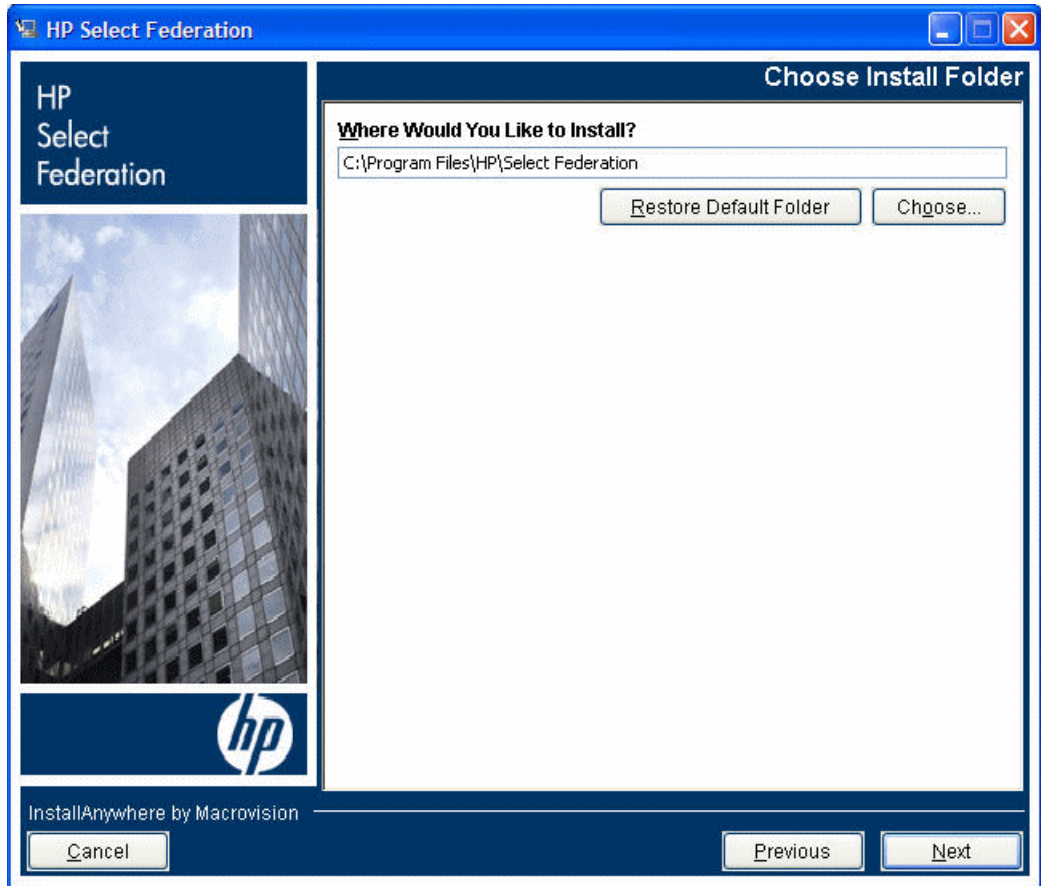 HP Select Federation
HP
Select
Federation
Choose Install Folder
Where Would You Like to Install?
C:\Program Files\HP\Select Federation
Restore Default Folder
Choose...
hp
InstallAnywhere by Macrovision
Cancel
Previous
Next